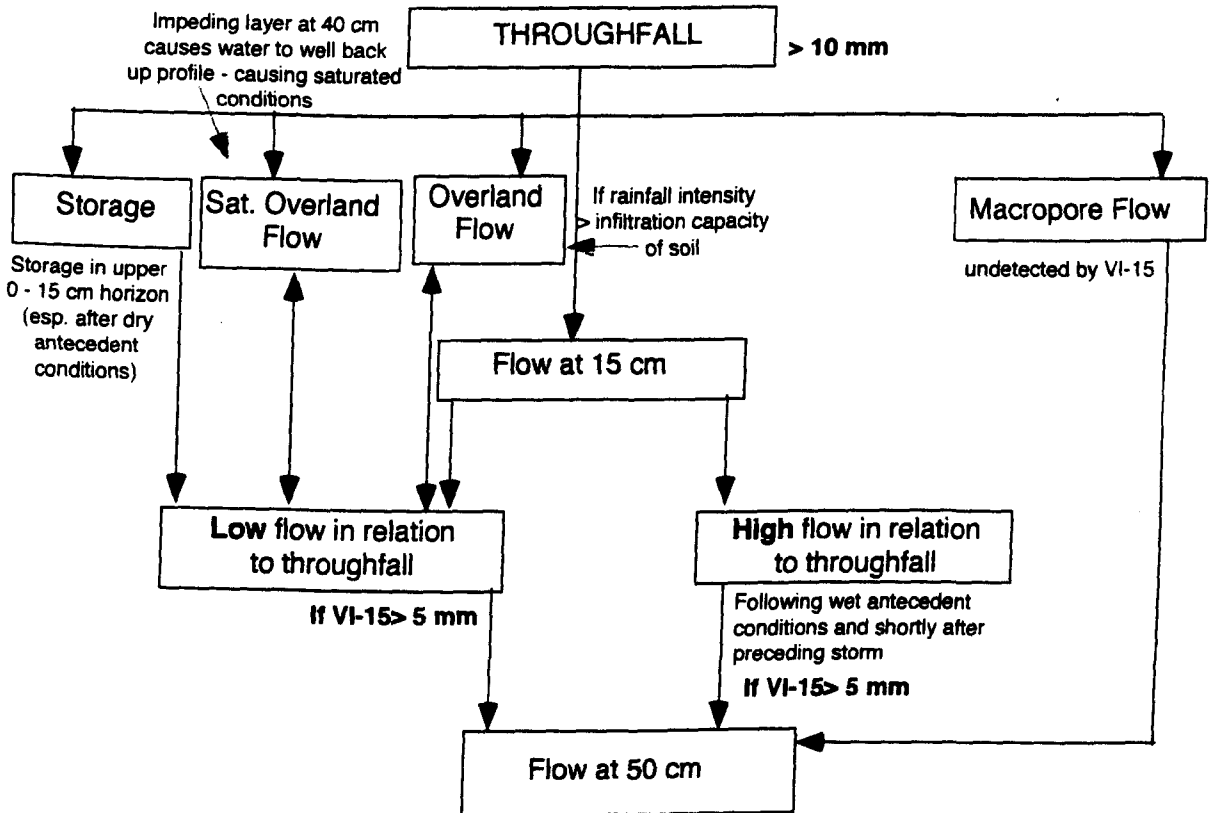 Impeding layer at 40 cm
causes water to well back
up profile - causing saturated
conditions
THROUGHFALL
> 10 mm
Storage
Sat. Overland
Flow
Overland
Flow
If rainfall intensity
> infiltration capacity
of soil
Macropore Flow
undetected by VI-15
Storage in upper
0 - 15 cm horizon
(esp. after dry
antecedent
conditions)
Flow at 15 cm
Low flow in relation
to throughfall
High flow in relation
to throughfall
If VI-15> 5 mm
Following wet antecedent
conditions and shortly after
preceding storm
If VI-15> 5 mm
Flow at 50 cm